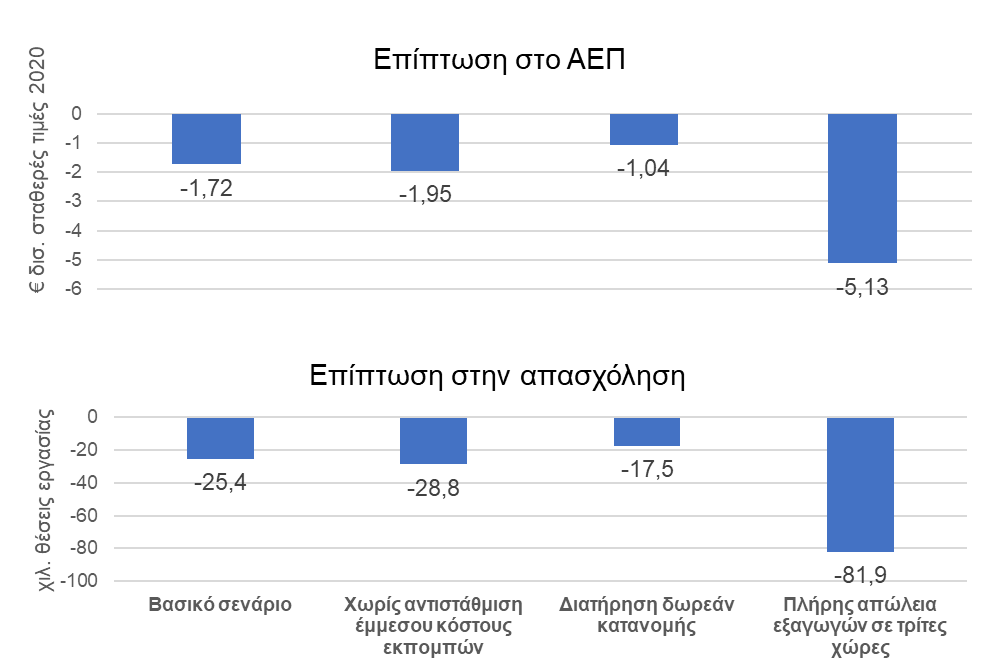 Επίπτωση στο ΑΕΠ
€ δισ. σταθερές τιμές 2020
0
-1
-2
-3
-4
-5
-6
-1,72
-1,95
-1,04
-5,13
Επίπτωση στην απασχόληση
χιλ. θέσεις εργασίας
0
-20
-40
-60
-80
-100
-25,4
-28,8
-17,5
-81,9
Βασικό σενάριο
Χωρίς αντιστάθμιση
έμμεσου κόστους
εκπομπών
Διατήρηση δωρεάν
κατανομής
Πλήρης απώλεια
εξαγωγών σε τρίτες
χώρες